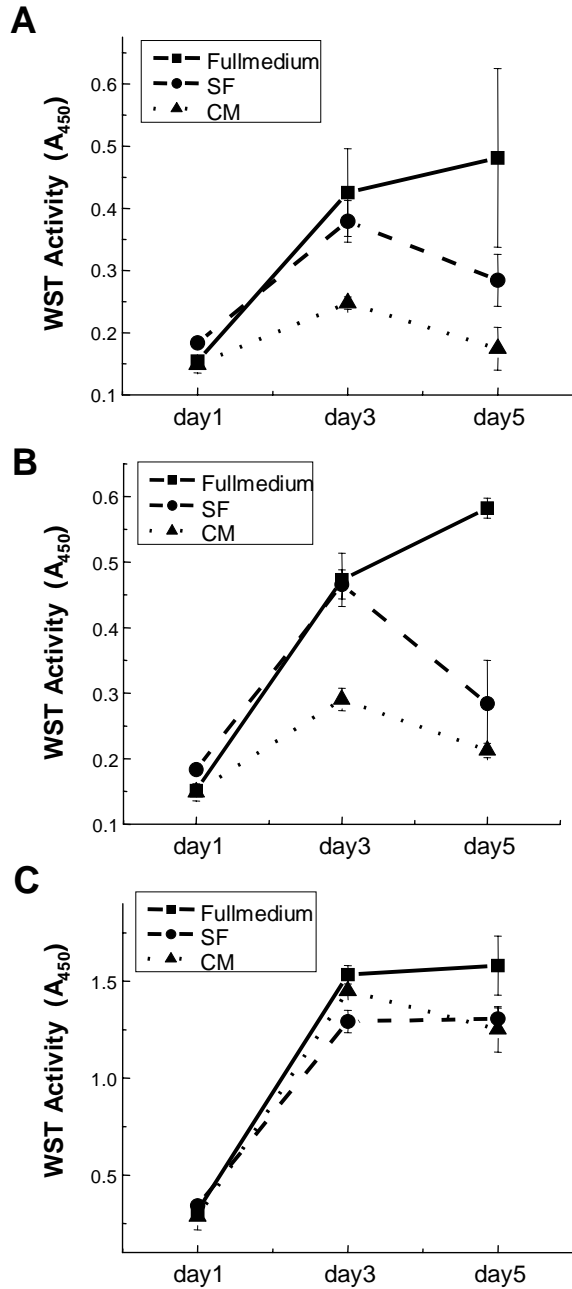 A
Fullmedium
SF
CM
WST Activity (A450)
0.6
0.5
0.4
0.3
0.2
0.1
day1 day3 day5
B
Fullmedium
SF
CM
WST Activity (A450)
0.6
0.5
0.4
0.3
0.2
0.1
day1 day3 day5
C
Fullmedium
SF
CM
WST Activity (A450)
1.5
1.0
0.5
day1 day3 day5